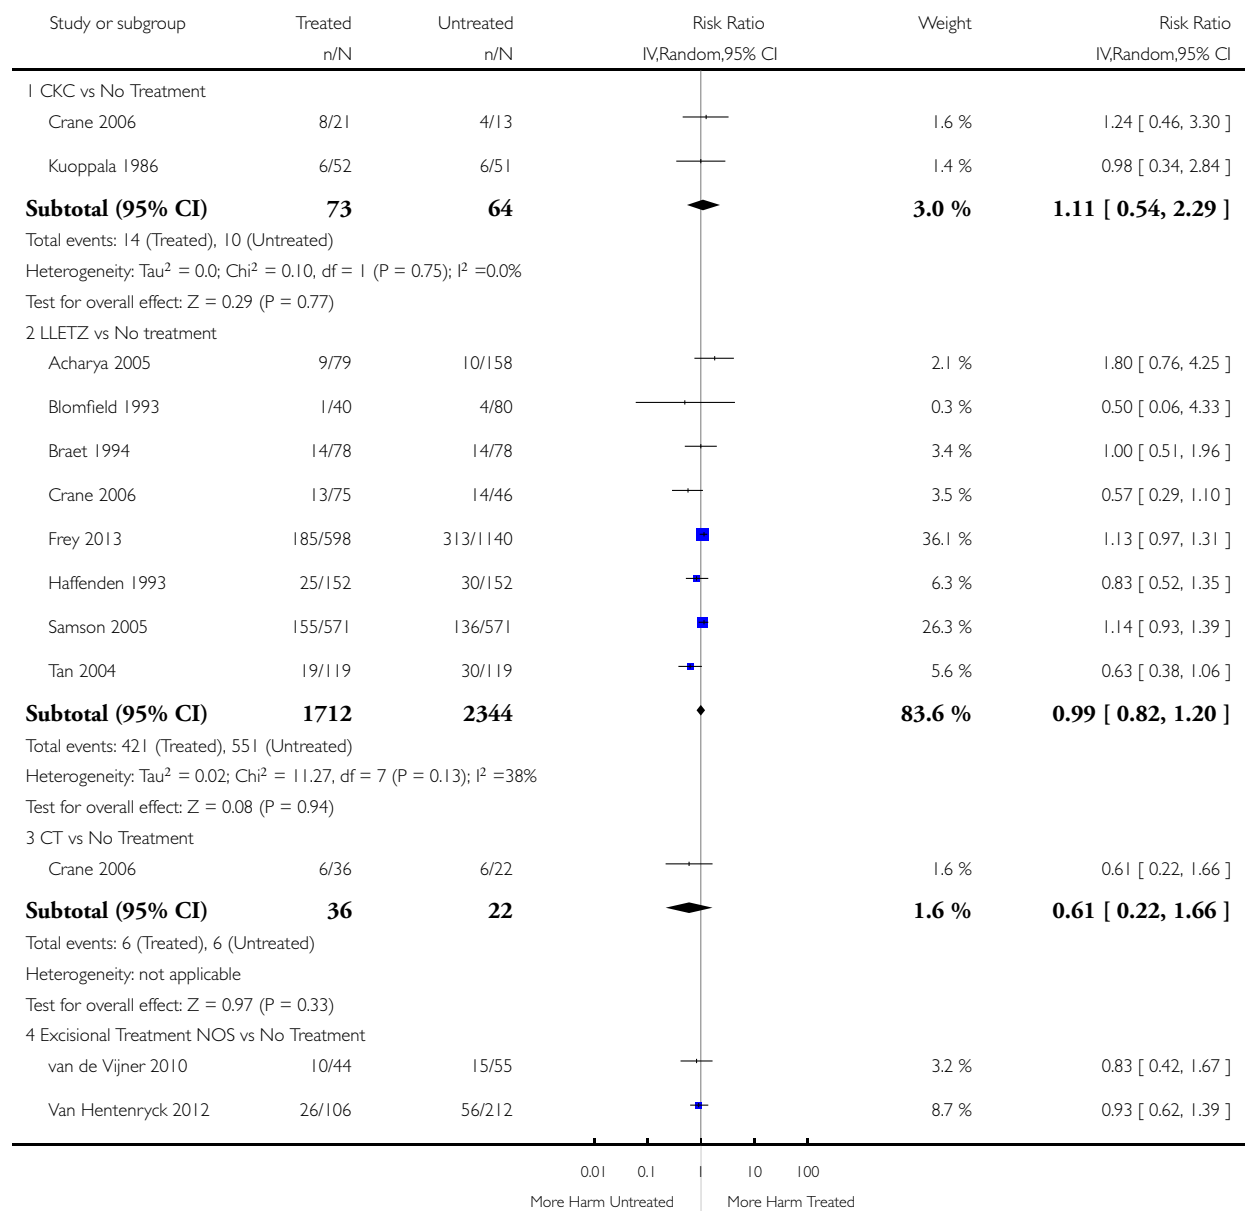 Study or subgroup Treated Untreated Risk Ratio Weight Risk Ratio
n/N n/N IV,Random,95% CI IV,Random,95% CI
1 CKC vs No Treatment
Crane 2006 8/21 4/13 1.6 % 1.24 [ 0.46, 3.30 ]
Kuoppala 1986 6/52 6/51 1.4 % 0.98 [ 0.34, 2.84 ]
Subtotal (95% CI) 73 64 3.0 % 1.11 [ 0.54, 2.29 ]
Total events: 14 (Treated), 10 (Untreated)
Heterogeneity: Tau² = 0.0; Chi² = 0.10, df = 1 (P = 0.75); I² =0.0%
Test for overall effect: Z = 0.29 (P = 0.77)
2 LLETZ vs No treatment
Acharya 2005 9/79 10/158 2.1 % 1.80 [ 0.76, 4.25 ]
Blomfield 1993 1/40 4/80 0.3 % 0.50 [ 0.06, 4.33 ]
Braet 1994 14/78 14/78 3.4 % 1.00 [ 0.51, 1.96 ]
Crane 2006 13/75 14/46 3.5 % 0.57 [ 0.29, 1.10 ]
Frey 2013 185/598 313/1140 36.1 % 1.13 [ 0.97, 1.31 ]
Haffenden 1993 25/152 30/152 6.3 % 0.83 [ 0.52, 1.35 ]
Samson 2005 155/571 136/571 26.3 % 1.14 [ 0.93, 1.39 ]
Tan 2004 19/119 30/119 5.6 % 0.63 [ 0.38, 1.06 ]
Subtotal (95% CI) 1712 2344 83.6 % 0.99 [ 0.82, 1.20 ]
Total events: 421 (Treated), 551 (Untreated)
Heterogeneity: Tau² = 0.02; Chi² = 11.27, df = 7 (P = 0.13); I² =38%
Test for overall effect: Z = 0.08 (P = 0.94)
3 CT vs No Treatment
Crane 2006 6/36 6/22 1.6 % 0.61 [ 0.22, 1.66 ]
Subtotal (95% CI) 36 22 1.6 % 0.61 [ 0.22, 1.66 ]
Total events: 6 (Treated), 6 (Untreated)
Heterogeneity: not applicable
Test for overall effect: Z = 0.97 (P = 0.33)
4 Excisional Treatment NOS vs No Treatment
van de Vijner 2010 10/44 15/55 3.2 % 0.83 [ 0.42, 1.67 ]
Van Hentenryck 2012 26/106 56/212 8.7 % 0.93 [ 0.62, 1.39 ]
0.01 0.1 1 10 100
More Harm Untreated More Harm Treated